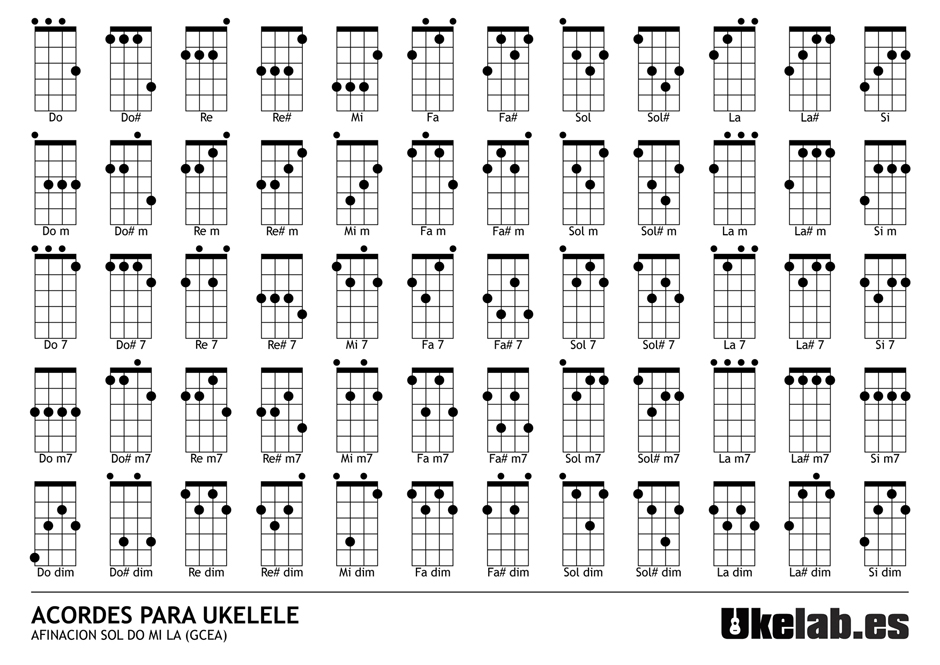 Do Do# Re Re# Mi Fa Fa# Sol Sol# La La# Si
Do m Do# m Re m Re# m Mi m Fa m Fa# m Sol m Sol# m La m La# m Si m
Do 7 Do# 7 Re 7 Re# 7 Mi 7 Fa 7 Fa# 7 Sol 7 Sol# 7 La 7 La# 7 Si 7
Do m7 Do# m7 Re m7 Re# m7 Mi m7 Fa m7 Fa# m7 Sol m7 Sol# m7 La m7 La# m7 Si m7
Do dim Do# dim Re dim Re# dim Mi dim Fa dim Fa# dim Sol dim Sol# dim La dim La# dim Si dim
ACORDES PARA UKELELE
AFINACION SOL DO MI LA (GCEA)
Ukelab.es